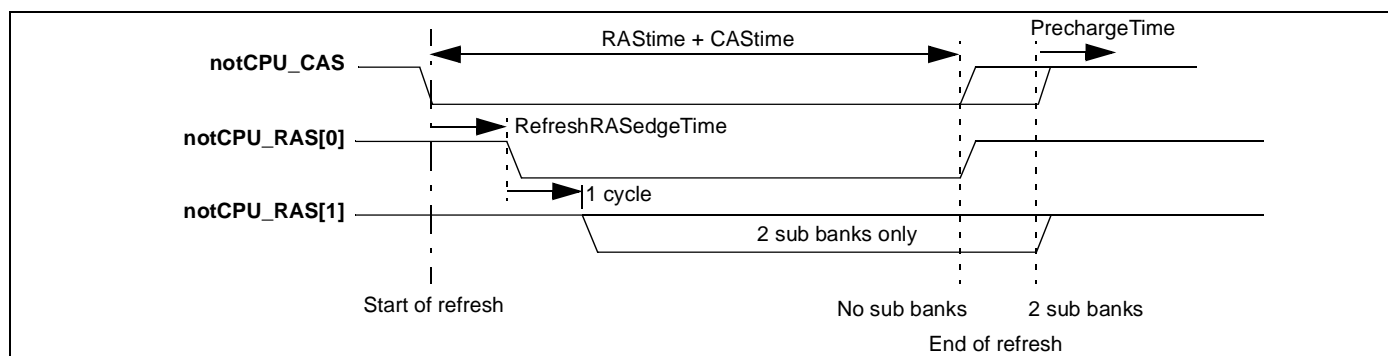 RAStime + CAStime
PrechargeTime
notCPU_CAS
RefreshRASedgeTime
notCPU_RAS[0]
1 cycle
notCPU_RAS[1]
2 sub banks only
Start of refresh
No sub banks
2 sub banks
End of refresh